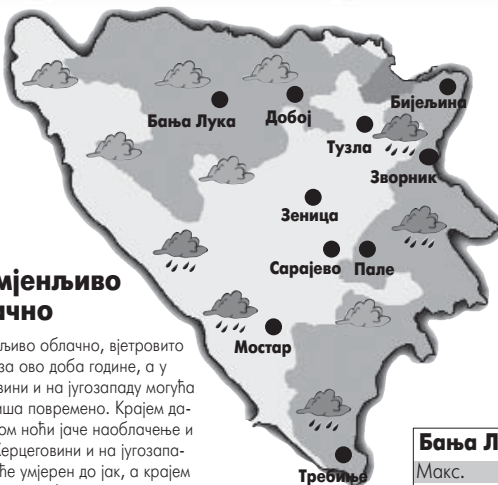 Бања Лука
Добој
Бијељина
Тузла
Зворник
Зеница
Сарајево
Пале
Мостар
Требиње
мјенљиво
ично
љиво облачно, вјетровито
за ово доба године, а у
вини и на југозападу могућа
иша повремено. Крајем да-
ом ноћи јаче наоблачење и
Херцеговини и на југозапа-
ће умјерен до јак, а крајем
Бања Л
Макс.